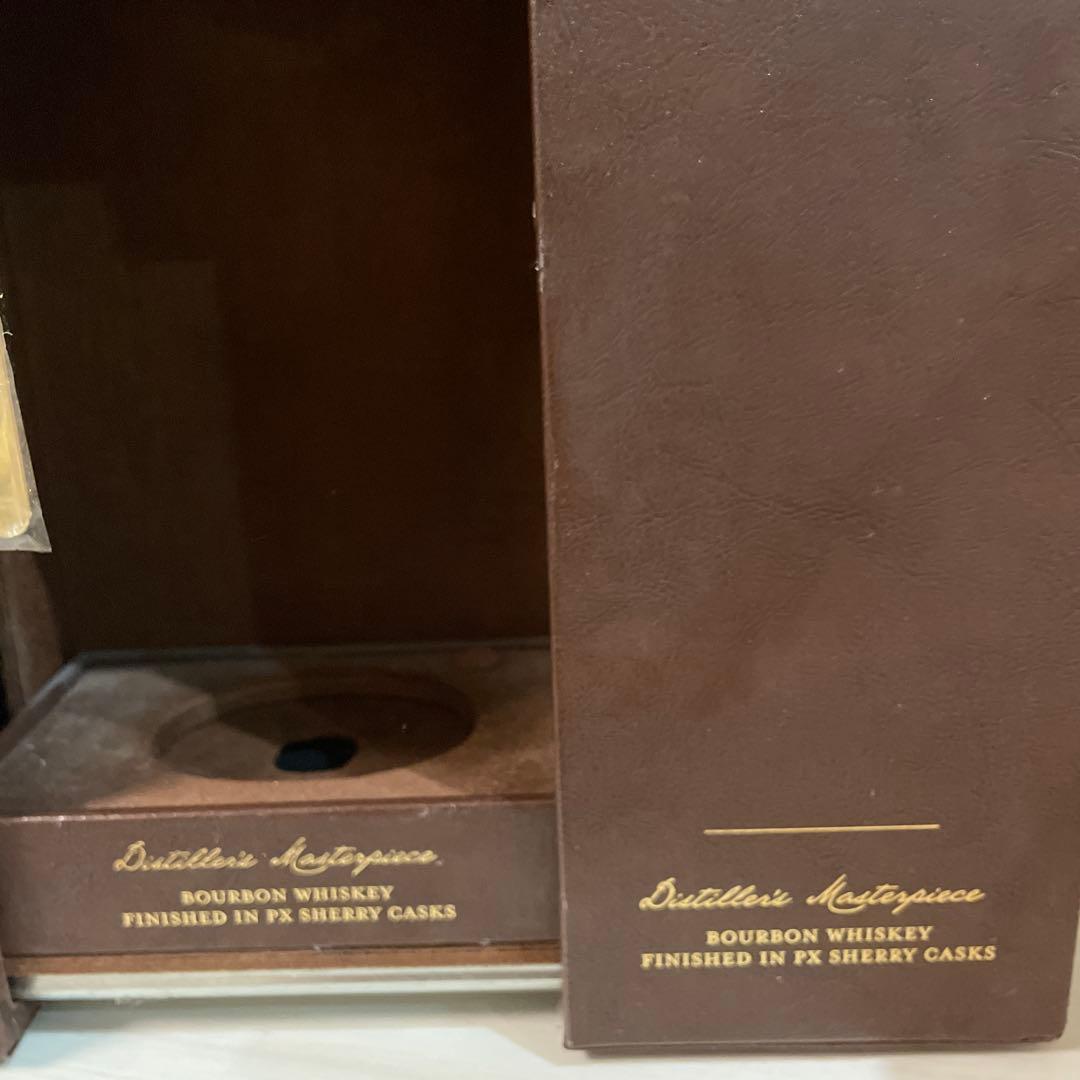 Distiller's Masterpiece
BOURBON WHISKEY
FINISHED IN PX SHERRY CASKS
Distiller's Masterpiece
BOURBON WHISKEY
FINISHED IN PX SHERRY CASKS